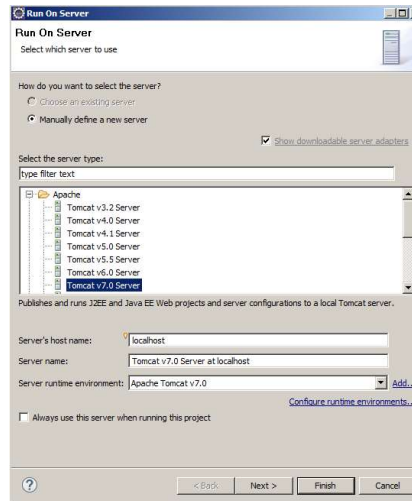 Run On Server
Run On Server
Select which server to use
How do you want to select the server?
Choose an existing server
Manually define a new server
Show downloadable server adapters
Select the server type:
type filter text
Apache
Tomcat v3.2 Server
Tomcat v4.0 Server
Tomcat v4.1 Server
Tomcat v5.0 Server
Tomcat v5.5 Server
Tomcat v6.0 Server
Tomcat v7.0 Server
Publishes and runs J2EE and Java EE Web projects and server configurations to a local Tomcat server.
Server's host name: localhost
Server name: Tomcat v7.0 Server at localhost
Server runtime environment: Apache Tomcat v7.0 Add..
Configure runtime environments..
Always use this server when running this project
? < Back Next > Finish Cancel